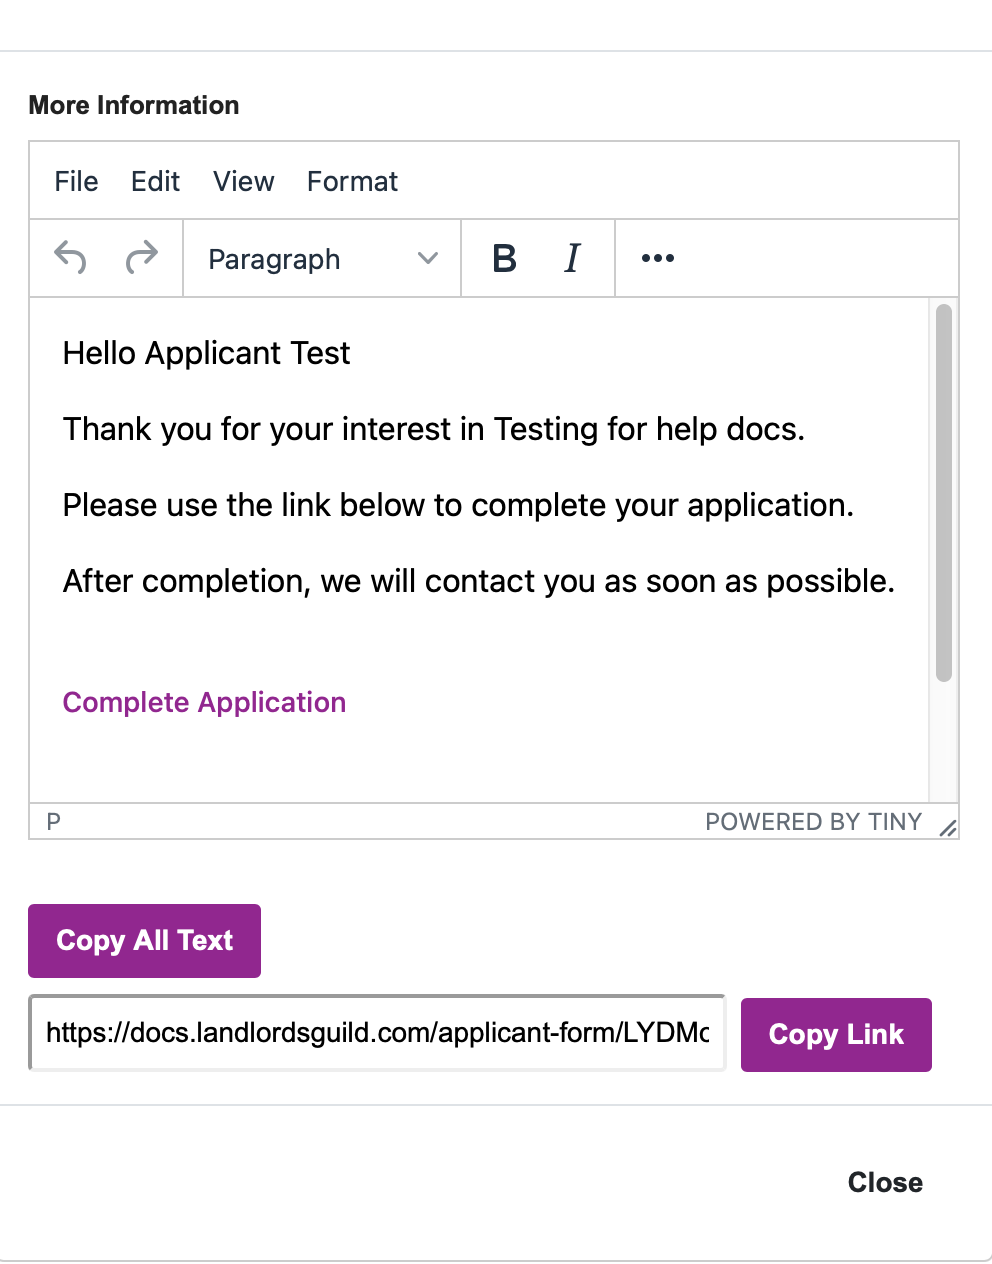 More Information
File Edit View Format
Paragraph B I
Hello Applicant Test
Thank you for your interest in Testing for help docs.
Please use the link below to complete your application.
After completion, we will contact you as soon as possible.
Complete Application
P POWERED BY TINY
Copy All Text
https://docs.landlordsguild.com/applicant-form/LYDM
Copy Link
Close